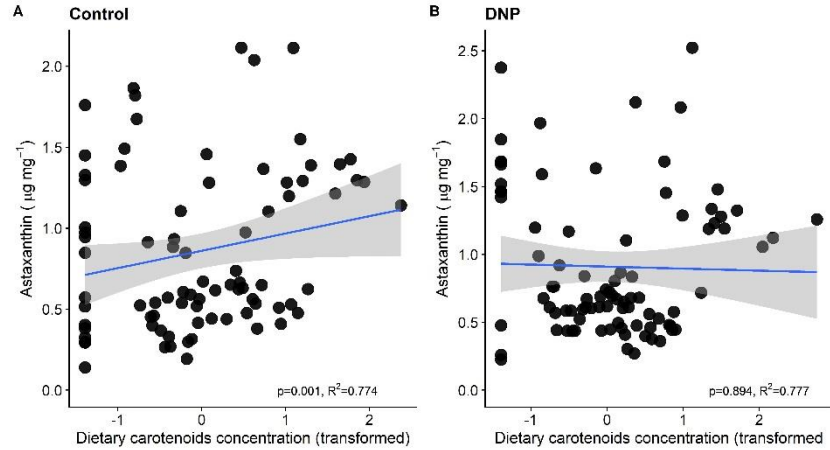 A
Control
Astaxanthin ( μg mg⁻¹)
2.0
1.5
1.0
0.5
0.0
p=0.001, R²=0.774
-1 0 1 2
Dietary carotenoids concentration (transformed)
B
DNP
Astaxanthin ( μg mg⁻¹)
2.5
2.0
1.5
1.0
0.5
0.0
p=0.894, R²=0.777
-1 0 1 2
Dietary carotenoids concentration (transformed